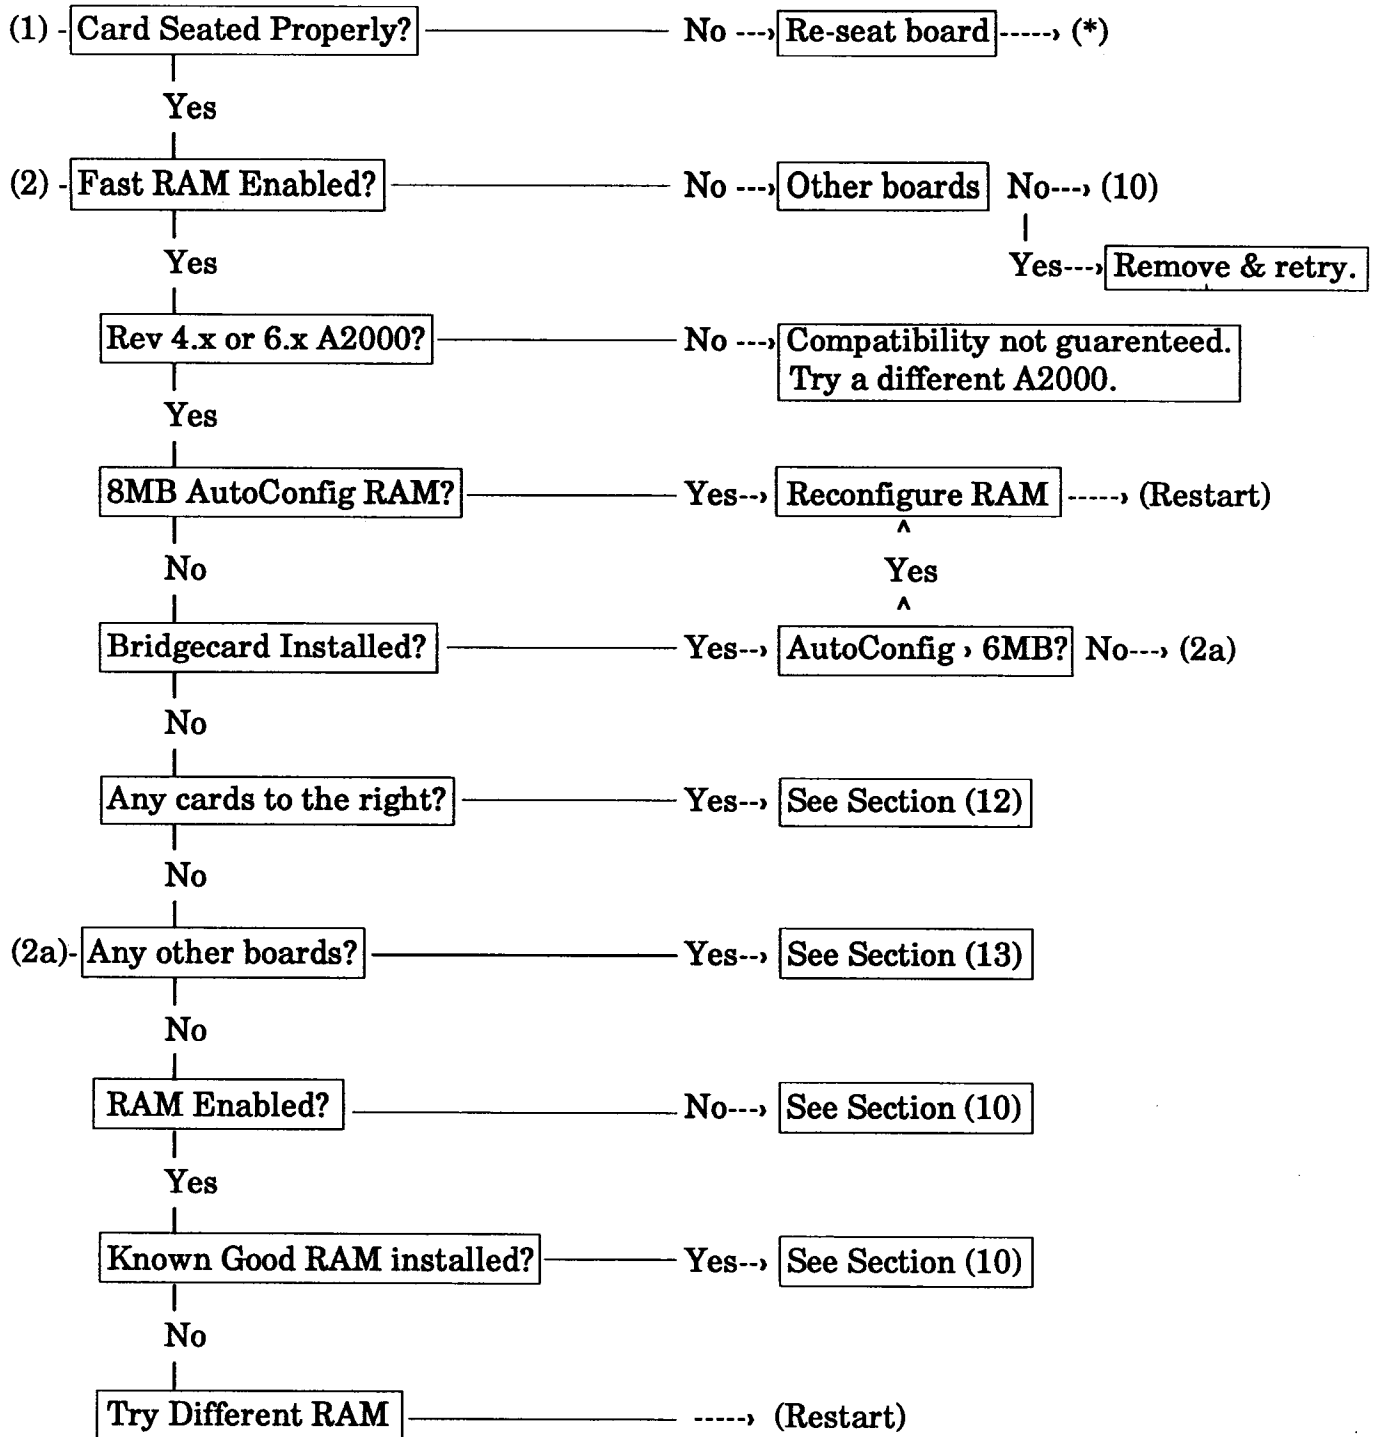 (1) - Card Seated Properly? No ---› Re-seat board -----› (*)
Yes
(2) - Fast RAM Enabled? No ---› Other boards No---› (10)
Yes Yes---› Remove & retry.
Rev 4.x or 6.x A2000? No ---› Compatibility not guarenteed.
Try a different A2000.
Yes
8MB AutoConfig RAM? Yes--› Reconfigure RAM -----› (Restart)
^
No Yes
^
Bridgecard Installed? Yes--› AutoConfig › 6MB? No---› (2a)
No
Any cards to the right? Yes--› See Section (12)
No
(2a)- Any other boards? Yes--› See Section (13)
No
RAM Enabled? No---› See Section (10)
Yes
Known Good RAM installed? Yes--› See Section (10)
No
Try Different RAM -----› (Restart)